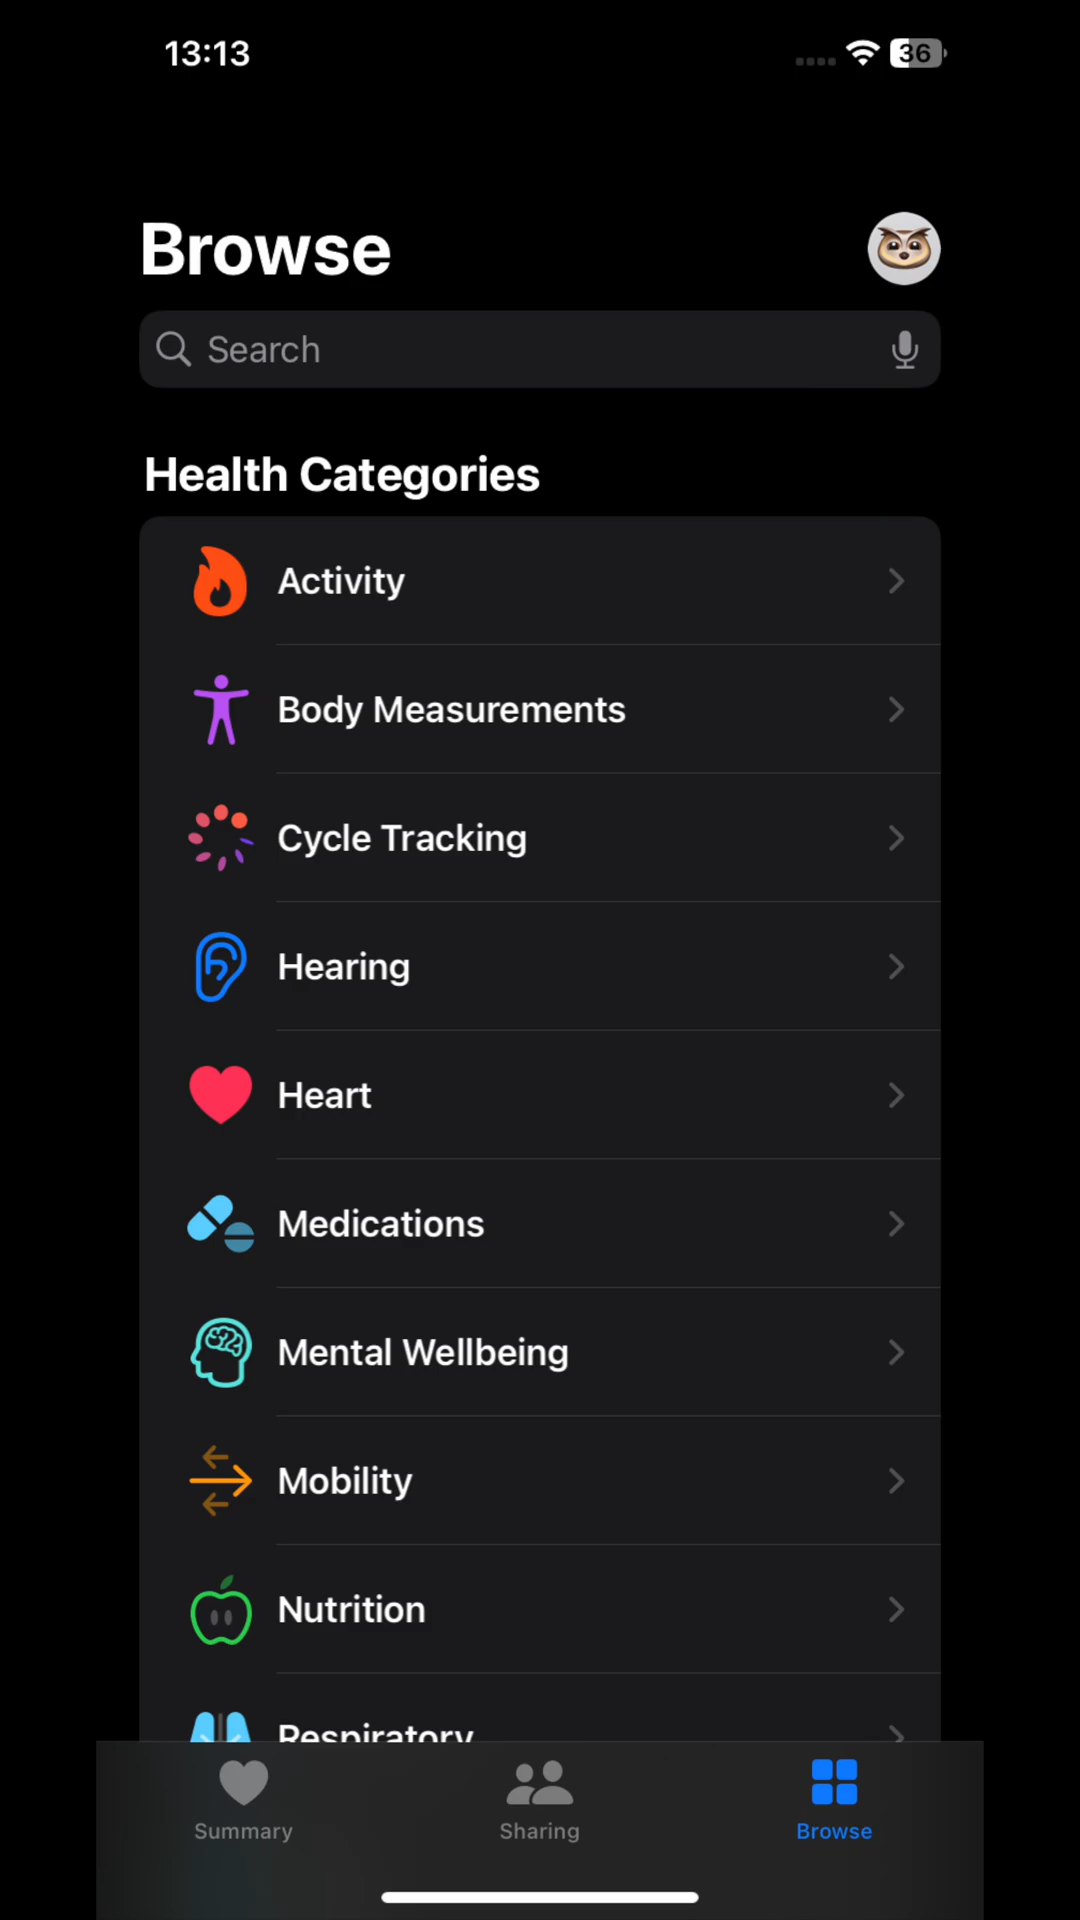 13:13
36
Browse
Search
Health Categories
Activity
Body Measurements
Cycle Tracking
Hearing
Heart
Medications
Mental Wellbeing
Mobility
Nutrition
Respiratory
Summary
Sharing
Browse